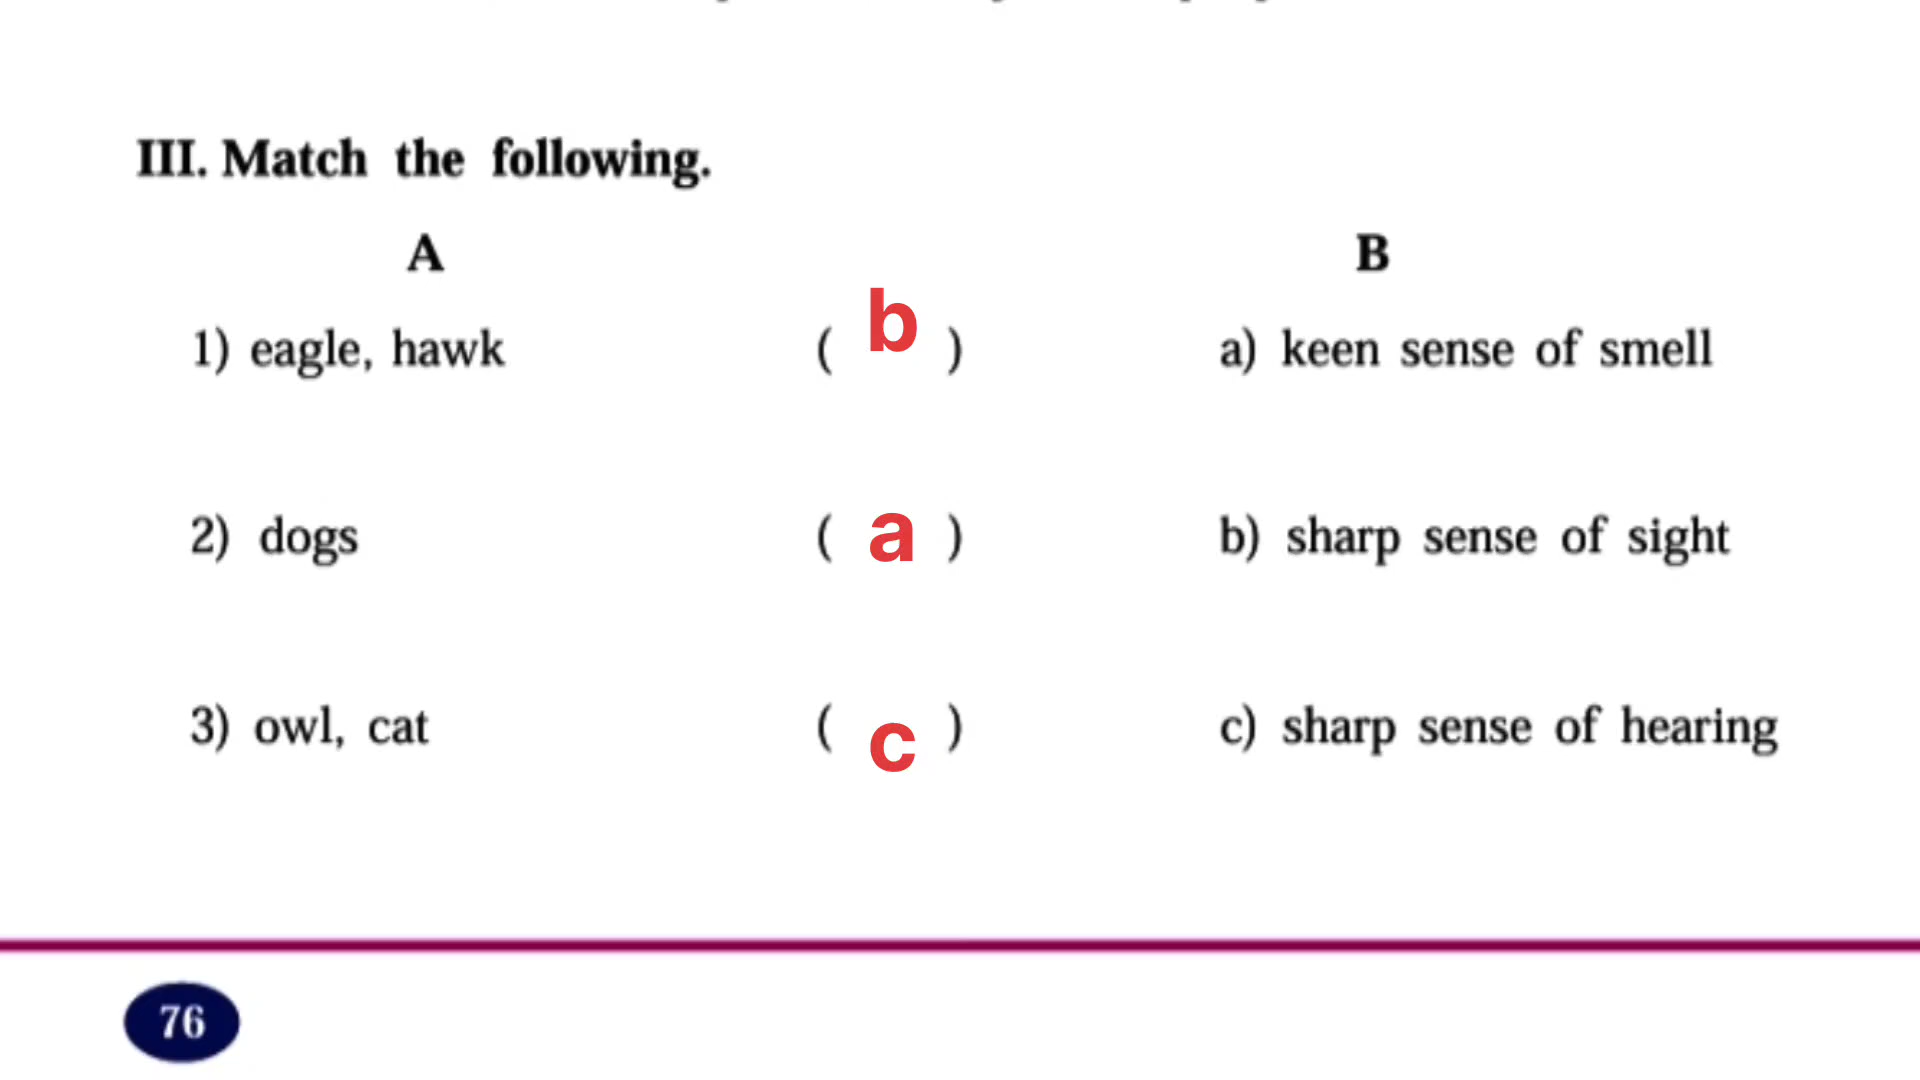 III. Match the following.
A B
1) eagle, hawk ( b ) a) keen sense of smell
2) dogs ( a ) b) sharp sense of sight
3) owl, cat ( c ) c) sharp sense of hearing
76